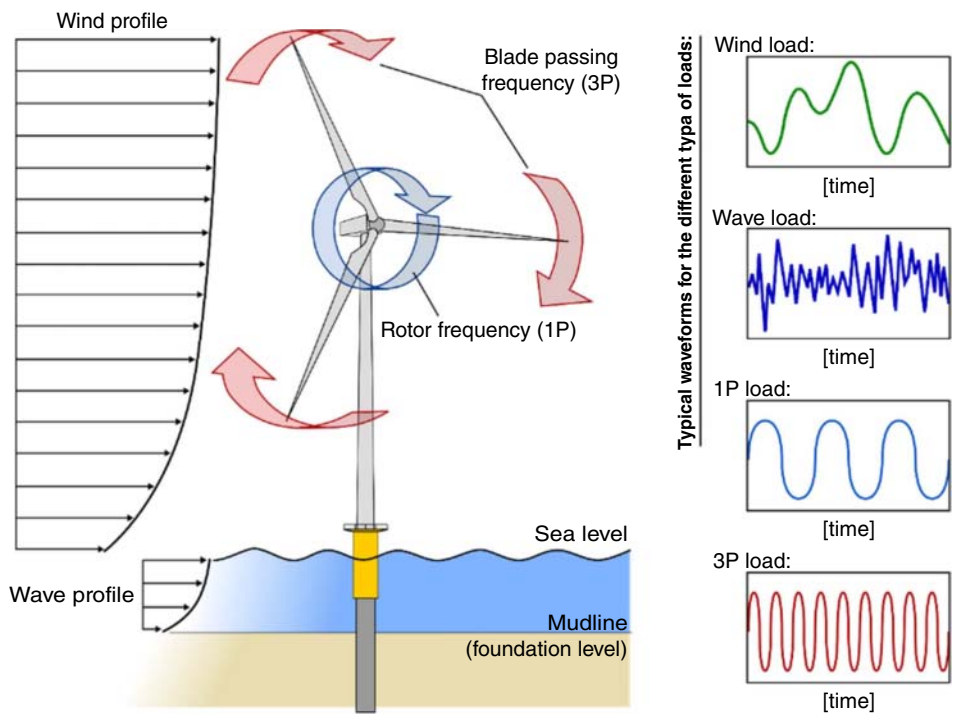 Wind profile
Blade passing
frequency (3P)
Rotor frequency (1P)
Sea level
Wave profile
Mudline
(foundation level)
Typical waveforms for the different typa of loads:
Wind load:
[time]
Wave load:
[time]
1P load:
[time]
3P load:
[time]